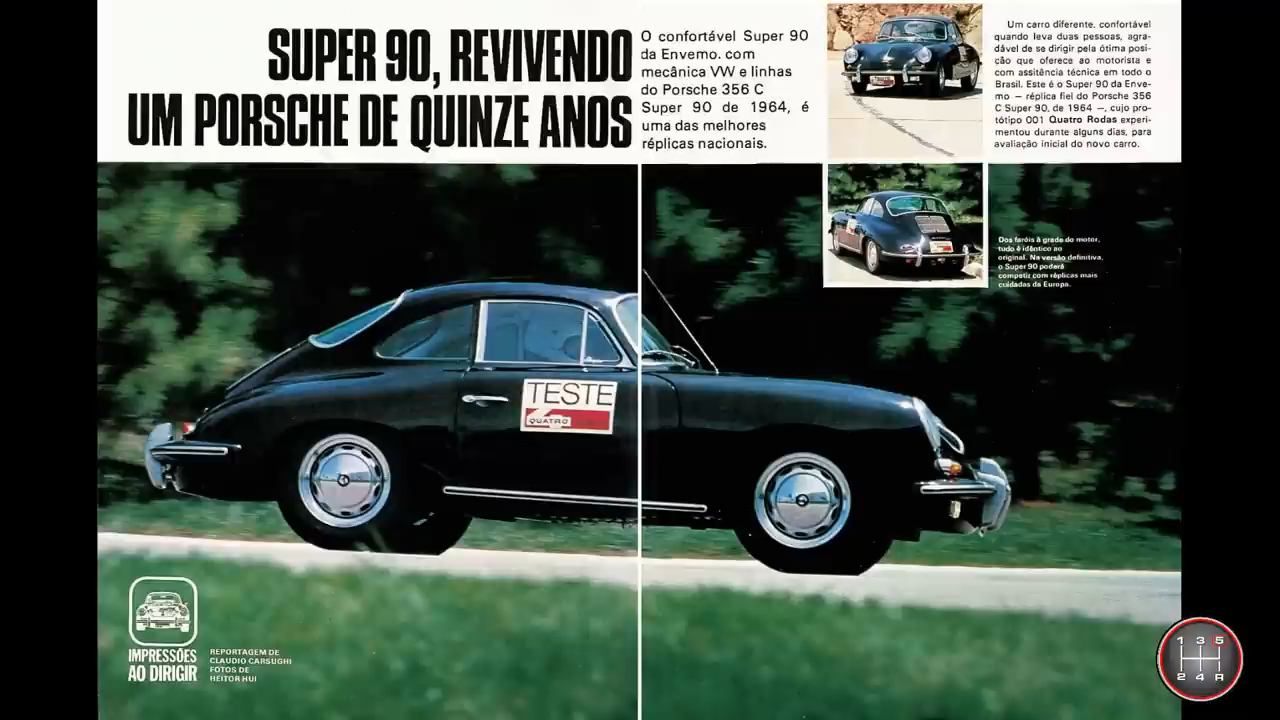 SUPER 90, REVIVENDO
UM PORSCHE DE QUINZE ANOS
O confortável Super 90
da Envemo, com
mecânica VW e linhas
do Porsche 356 C
Super 90 de 1964, é
uma das melhores
réplicas nacionais.
Um carro diferente, confortável
quando leva duas pessoas, agra-
dável de se dirigir pela ótima posi-
ção que oferece ao motorista e
com assitência técnica em todo o
Brasil. Este é o Super 90 da Enve-
mo — réplica fiel do Porsche 356
C Super 90, de 1964 —, cujo pro-
tótipo 001 Quatro Rodas experi-
mentou durante alguns dias, para
avaliação inicial do novo carro.
Dos faróis à grade do motor,
tudo é idêntico ao
original. Na versão definitiva,
o Super 90 poderá
competir com réplicas mais
cuidadas da Europa.
TESTE
QUATRO
IMPRESSÕES
AO DIRIGIR
REPORTAGEM DE
CLAUDIO CARSUGHI
FOTOS DE
HEITOR HUI
1 3 5
2 4 R